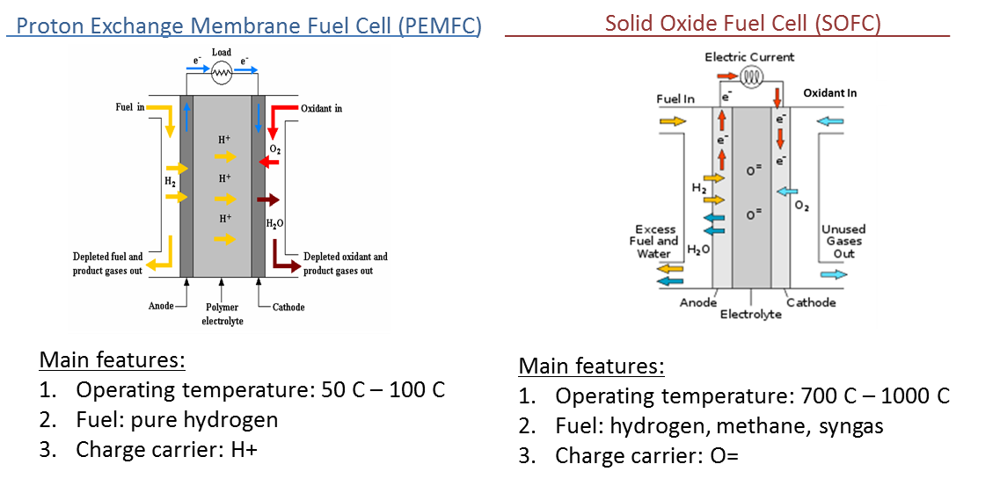 Proton Exchange Membrane Fuel Cell (PEMFC)
Load
e⁻
e⁻
Fuel in
Oxidant in
H+
O₂
H₂
H+
H+
H₂O
Depleted fuel and
product gases out
Depleted oxidant and
product gases out
Anode
Polymer
electrolyte
Cathode
Main features:
1. Operating temperature: 50 C – 100 C
2. Fuel: pure hydrogen
3. Charge carrier: H+
Solid Oxide Fuel Cell (SOFC)
Electric Current
Fuel In
e⁻
Oxidant In
e⁻
e⁻
e⁻
O⁼
H₂
O₂
O⁼
Excess
Fuel and
Water
H₂O
Unused
Gases
Out
Anode
Electrolyte
Cathode
Main features:
1. Operating temperature: 700 C – 1000 C
2. Fuel: hydrogen, methane, syngas
3. Charge carrier: O=